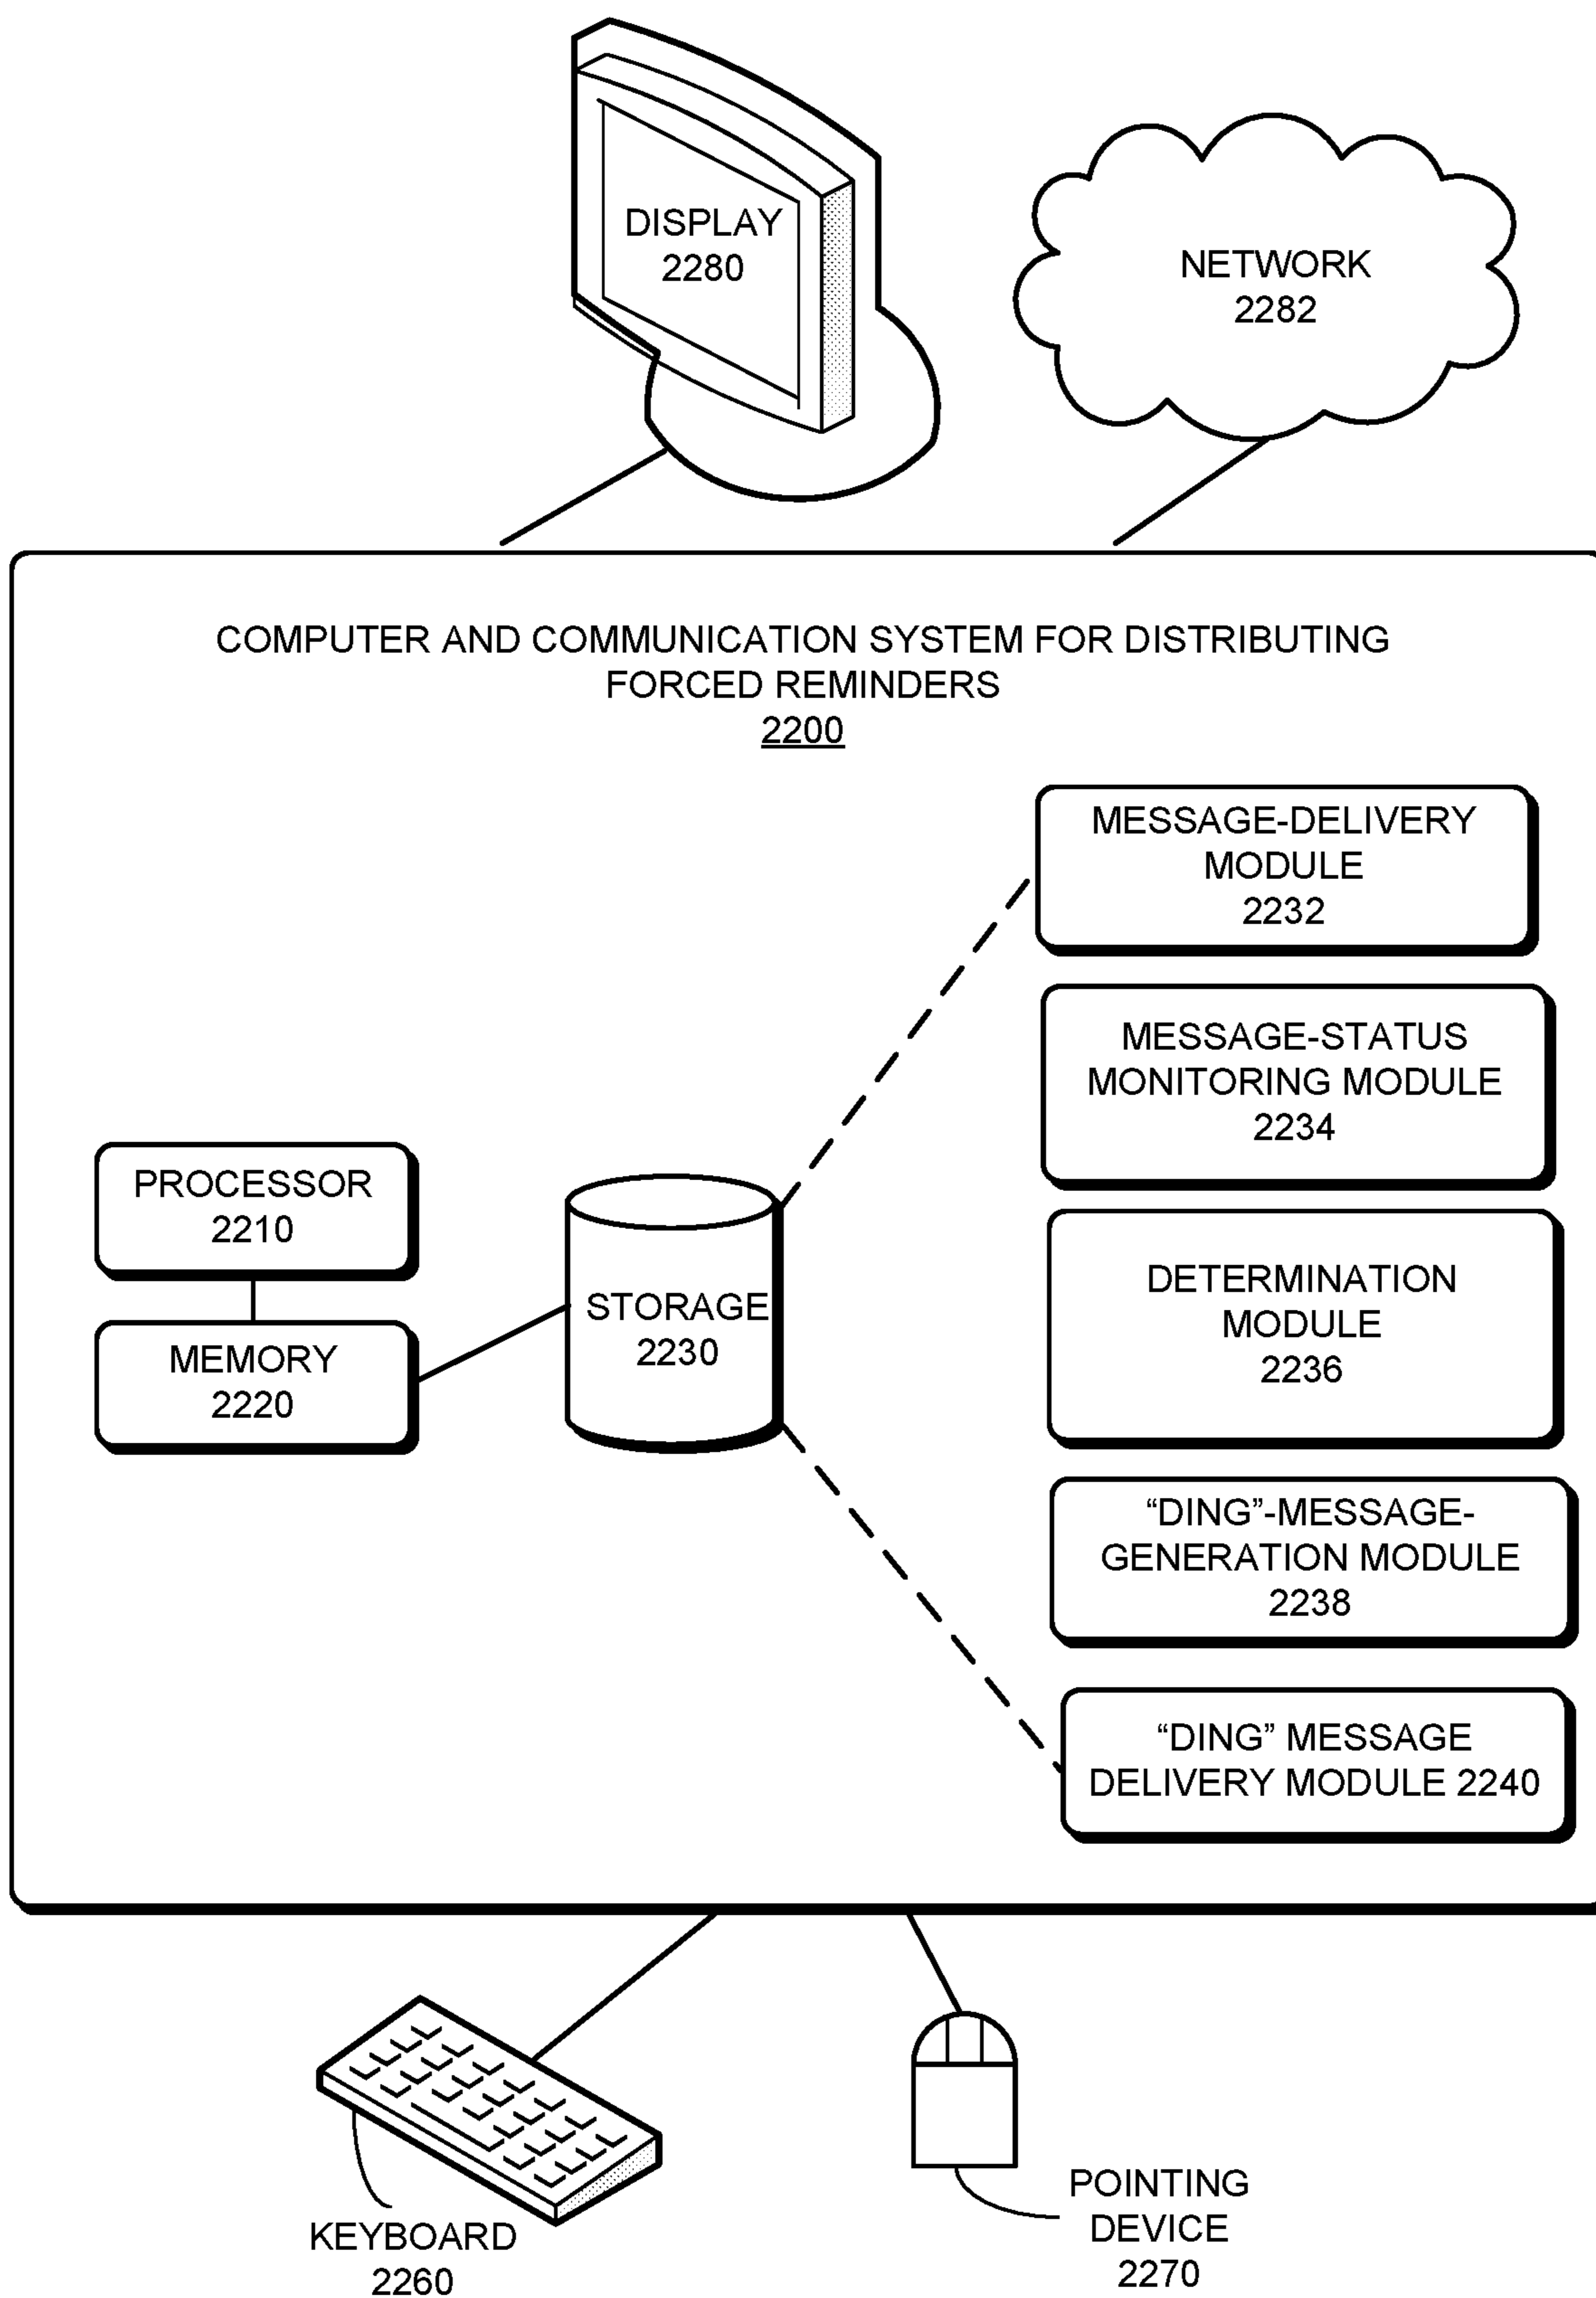 DISPLAY
2280
NETWORK
2282
COMPUTER AND COMMUNICATION SYSTEM FOR DISTRIBUTING
FORCED REMINDERS
2200
MESSAGE-DELIVERY
MODULE
2232
MESSAGE-STATUS
MONITORING MODULE
2234
PROCESSOR
2210
MEMORY
2220
STORAGE
2230
DETERMINATION
MODULE
2236
“DING”-MESSAGE-
GENERATION MODULE
2238
“DING” MESSAGE
DELIVERY MODULE 2240
KEYBOARD
2260
POINTING
DEVICE
2270